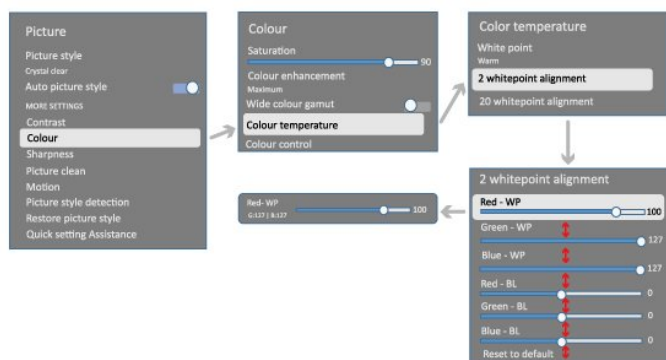 Picture
Picture style
Crystal clear
Auto picture style
MORE SETTINGS
Contrast
Colour
Sharpness
Picture clean
Motion
Picture style detection
Restore picture style
Quick setting Assistance
Colour
Saturation
90
Colour enhancement
Maximum
Wide colour gamut
Colour temperature
Colour control
Color temperature
White point
Warm
2 whitepoint alignment
20 whitepoint alignment
2 whitepoint alignment
Red - WP
100
Green - WP
127
Blue - WP
127
Red - BL
0
Green - BL
0
Blue - BL
0
Reset to default
Red- WP
G:127 | B:127
100